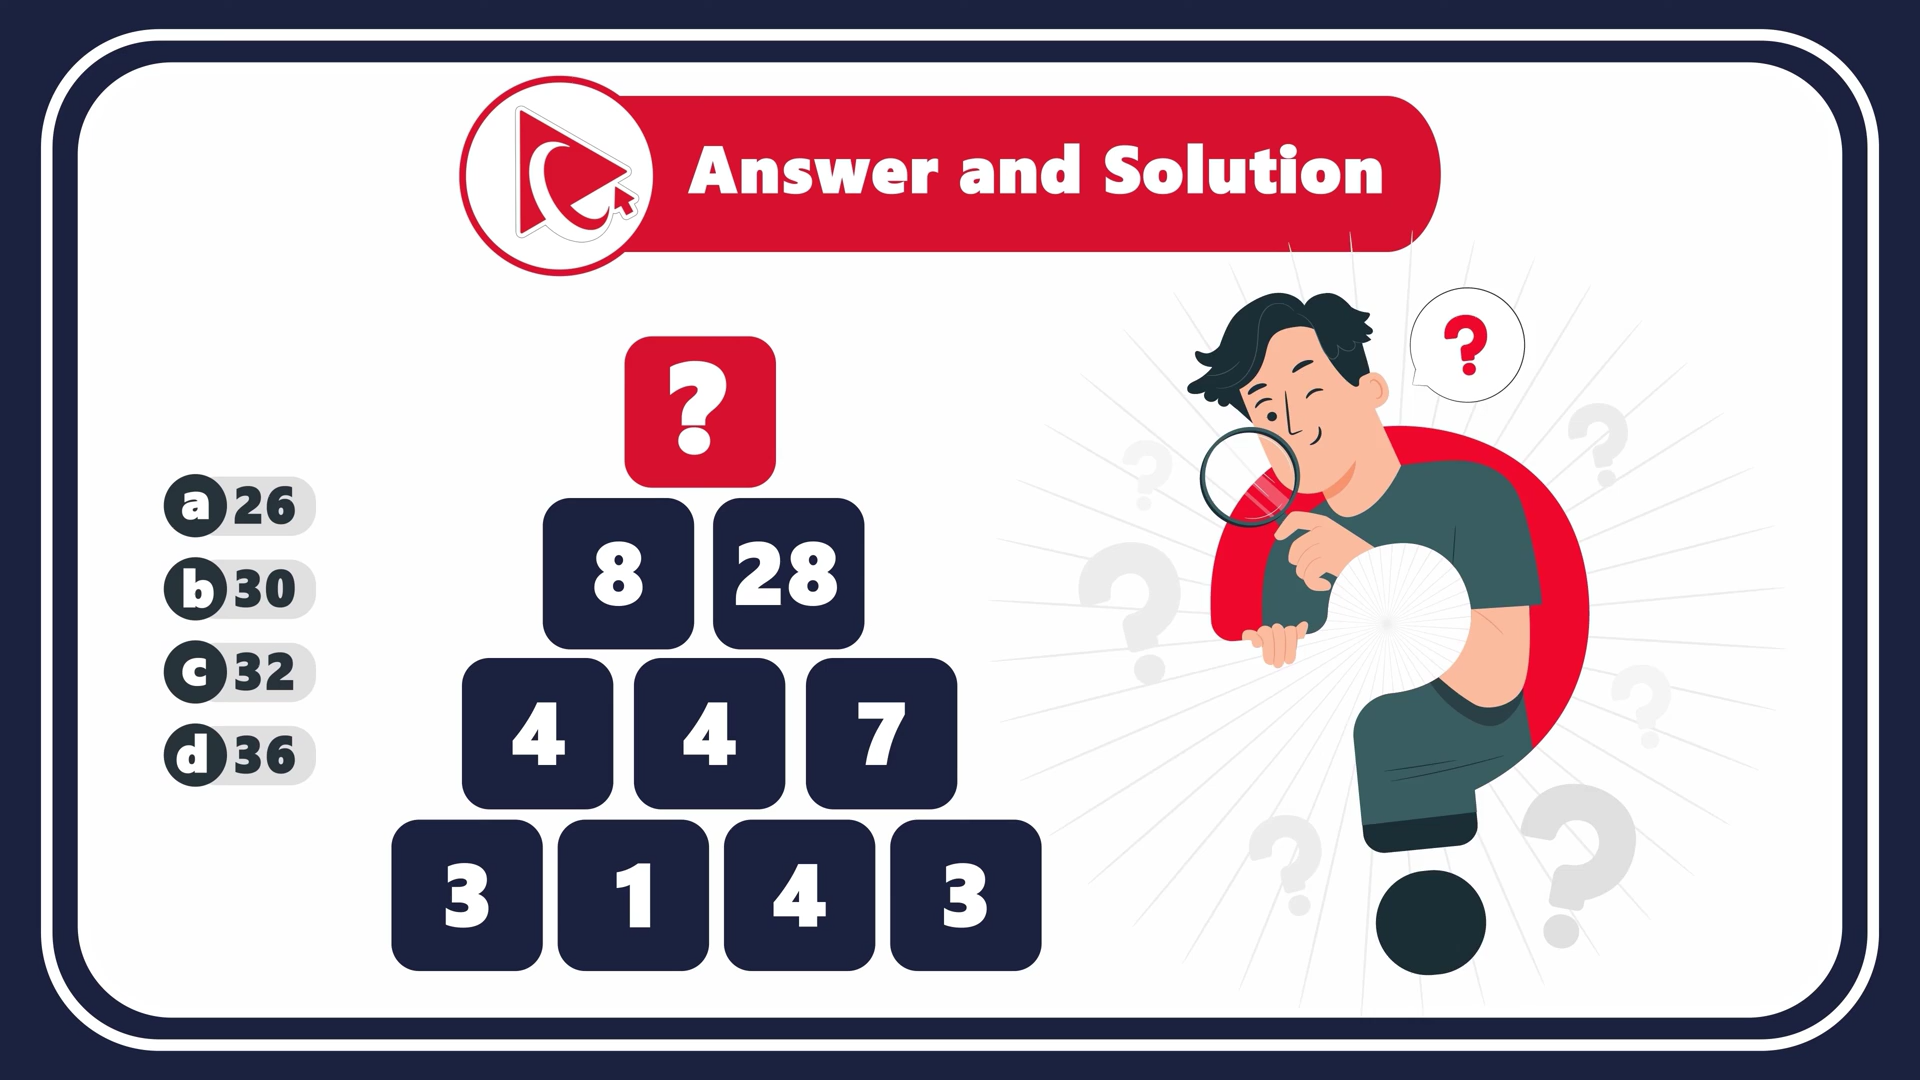 Answer and Solution
?
?
a 26
b 30
c 32
d 36
8 28
4 4 7
3 1 4 3